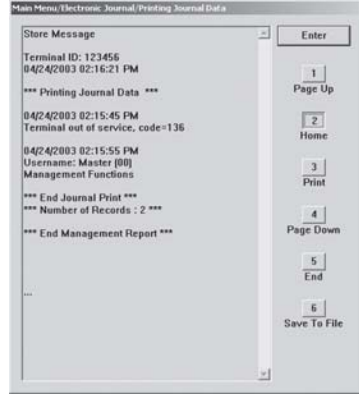 Main Menu/Electronic Journal/Printing Journal Data
Store Message
Terminal ID: 123456
04/24/2003 02:16:21 PM
*** Printing Journal Data ***
04/24/2003 02:15:45 PM
Terminal out of service, code=136
04/24/2003 02:15:55 PM
Username: Master (00)
Management Functions
*** End Journal Print ***
*** Number of Records : 2 ***
*** End Management Report ***
...
Enter
1
Page Up
2
Home
3
Print
4
Page Down
5
End
6
Save To File